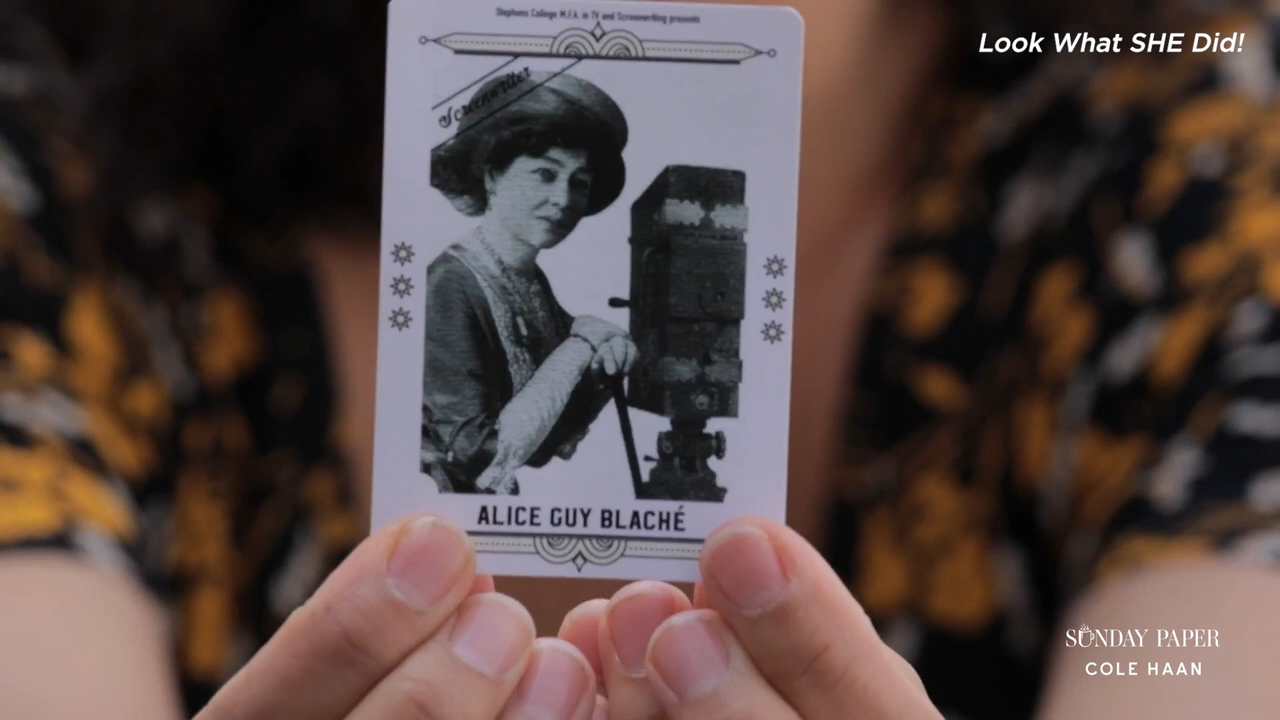 Stephens College M.F.A. in TV and Screenwriting presents
Look What SHE Did!
Screenwriter
ALICE GUY BLACHÉ
SUNDAY PAPER
COLE HAAN